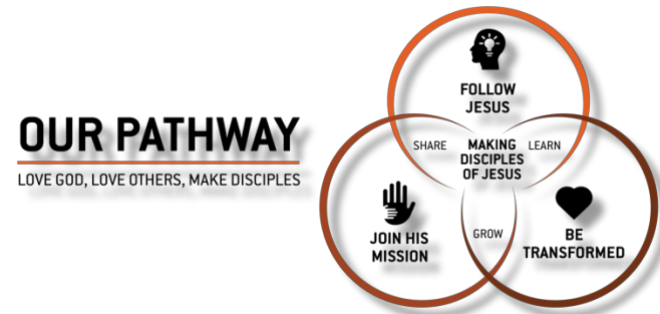 OUR PATHWAY
LOVE GOD, LOVE OTHERS, MAKE DISCIPLES
FOLLOW
JESUS
SHARE
MAKING
DISCIPLES
OF JESUS
LEARN
JOIN HIS
MISSION
GROW
BE
TRANSFORMED